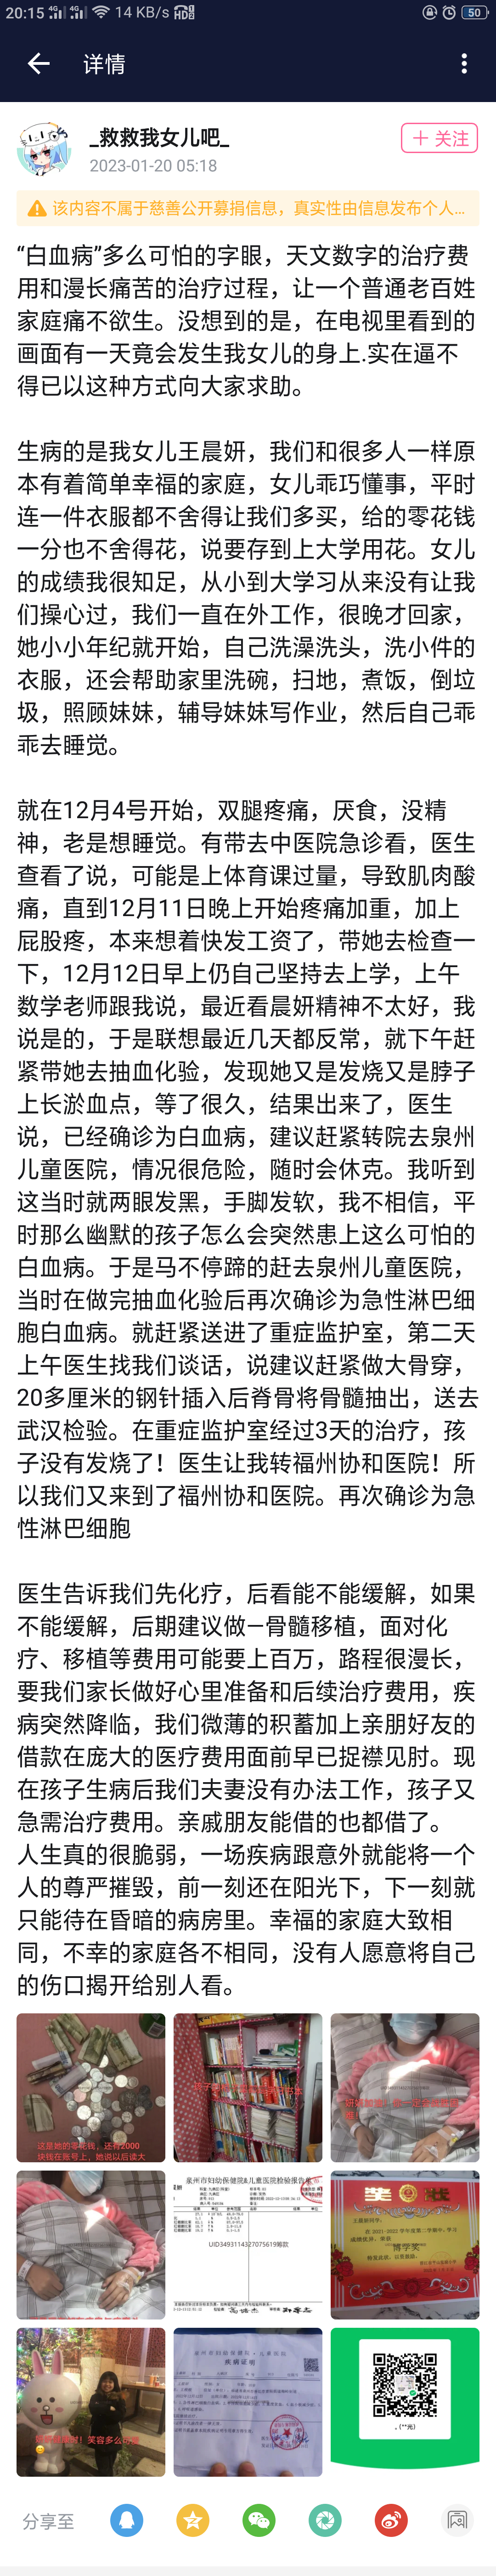 20:15 4G 4G 14 KB/s HD 50
详情
_救救我女儿吧_
2023-01-20 05:18
关注
该内容不属于慈善公开募捐信息，真实性由信息发布个人...
“白血病”多么可怕的字眼，天文数字的治疗费
用和漫长痛苦的治疗过程，让一个普通老百姓
家庭痛不欲生。没想到的是，在电视里看到的
画面有一天竟会发生我女儿的身上.实在逼不
得已以这种方式向大家求助。
生病的是我女儿王晨妍，我们和很多人一样原
本有着简单幸福的家庭，女儿乖巧懂事，平时
连一件衣服都不舍得让我们多买，给的零花钱
一分也不舍得花，说要存到上大学用花。女儿
的成绩我很知足，从小到大学习从来没有让我
们操心过，我们一直在外工作，很晚才回家，
她小小年纪就开始，自己洗澡洗头，洗小件的
衣服，还会帮助家里洗碗，扫地，煮饭，倒垃
圾，照顾妹妹，辅导妹妹写作业，然后自己乖
乖去睡觉。
就在12月4号开始，双腿疼痛，厌食，没精
神，老是想睡觉。有带去中医院急诊看，医生
查看了说，可能是上体育课过量，导致肌肉酸
痛，直到12月11日晚上开始疼痛加重，加上
屁股疼，本来想着快发工资了，带她去检查一
下，12月12日早上仍自己坚持去上学，上午
数学老师跟我说，最近看晨妍精神不太好，我
说是的，于是联想最近几天都反常，就下午赶
紧带她去抽血化验，发现她又是发烧又是脖子
上长淤血点，等了很久，结果出来了，医生
说，已经确诊为白血病，建议赶紧转院去泉州
儿童医院，情况很危险，随时会休克。我听到
这当时就两眼发黑，手脚发软，我不相信，平
时那么幽默的孩子怎么会突然患上这么可怕的
白血病。于是马不停蹄的赶去泉州儿童医院，
当时在做完抽血化验后再次确诊为急性淋巴细
胞白血病。就赶紧送进了重症监护室，第二天
上午医生找我们谈话，说建议赶紧做大骨穿，
20多厘米的钢针插入后脊骨将骨髓抽出，送去
武汉检验。在重症监护室经过3天的治疗，孩
子没有发烧了！医生让我转福州协和医院！所
以我们又来到了福州协和医院。再次确诊为急
性淋巴细胞
医生告诉我们先化疗，后看能不能缓解，如果
不能缓解，后期建议做—骨髓移植，面对化
疗、移植等费用可能要上百万，路程很漫长，
要我们家长做好心里准备和后续治疗费用，疾
病突然降临，我们微薄的积蓄加上亲朋好友的
借款在庞大的医疗费用面前早已捉襟见肘。现
在孩子生病后我们夫妻没有办法工作，孩子又
急需治疗费用。亲戚朋友能借的也都借了。
人生真的很脆弱，一场疾病跟意外就能将一个
人的尊严摧毁，前一刻还在阳光下，下一刻就
只能待在昏暗的病房里。幸福的家庭大致相
同，不幸的家庭各不相同，没有人愿意将自己
的伤口揭开给别人看。
这是她的零花钱，还有2000
块钱在账号上，她说以后读大
泉州市妇幼保健院&儿童医院检验报告
UID3493114327075619筹款
奖状
博学奖
笑容多么
泉州市妇幼保健院·儿童医院
疾病证明
分享至